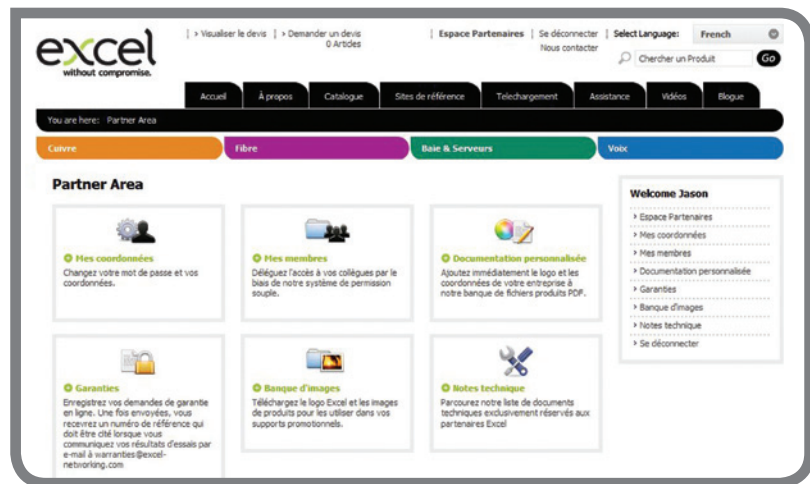 excel
without compromise.
› Visualiser le devis | › Demander un devis
0 Articles
Espace Partenaires | Se déconnecter
Nous contacter
Select Language: French
Chercher un Produit Go
Accueil À propos Catalogue Sites de référence Telechargement Assistance Vidéos Blogue
You are here: Partner Area
Cuivre Fibre Baie & Serveurs Voix
Partner Area
Mes coordonnées
Changez votre mot de passe et vos
coordonnées.
Mes membres
Déléguez l'accès à vos collègues par le
biais de notre système de permission
souple.
Documentation personnalisée
Ajoutez immédiatement le logo et les
coordonnées de votre entreprise à
notre banque de fichiers produits PDF.
Garanties
Enregistrez vos demandes de garantie
en ligne. Une fois envoyées, vous
recevrez un numéro de référence qui
doit être cité lorsque vous
communiquez vos résultats d'essais par
e-mail à warranties@excel-
networking.com
Banque d'images
Téléchargez le logo Excel et les images
de produits pour les utiliser dans vos
supports promotionnels.
Notes technique
Parcourez notre liste de documents
techniques exclusivement réservés aux
partenaires Excel
Welcome Jason
› Espace Partenaires
› Mes coordonnées
› Mes membres
› Documentation personnalisée
› Garanties
› Banque d'images
› Notes technique
› Se déconnecter